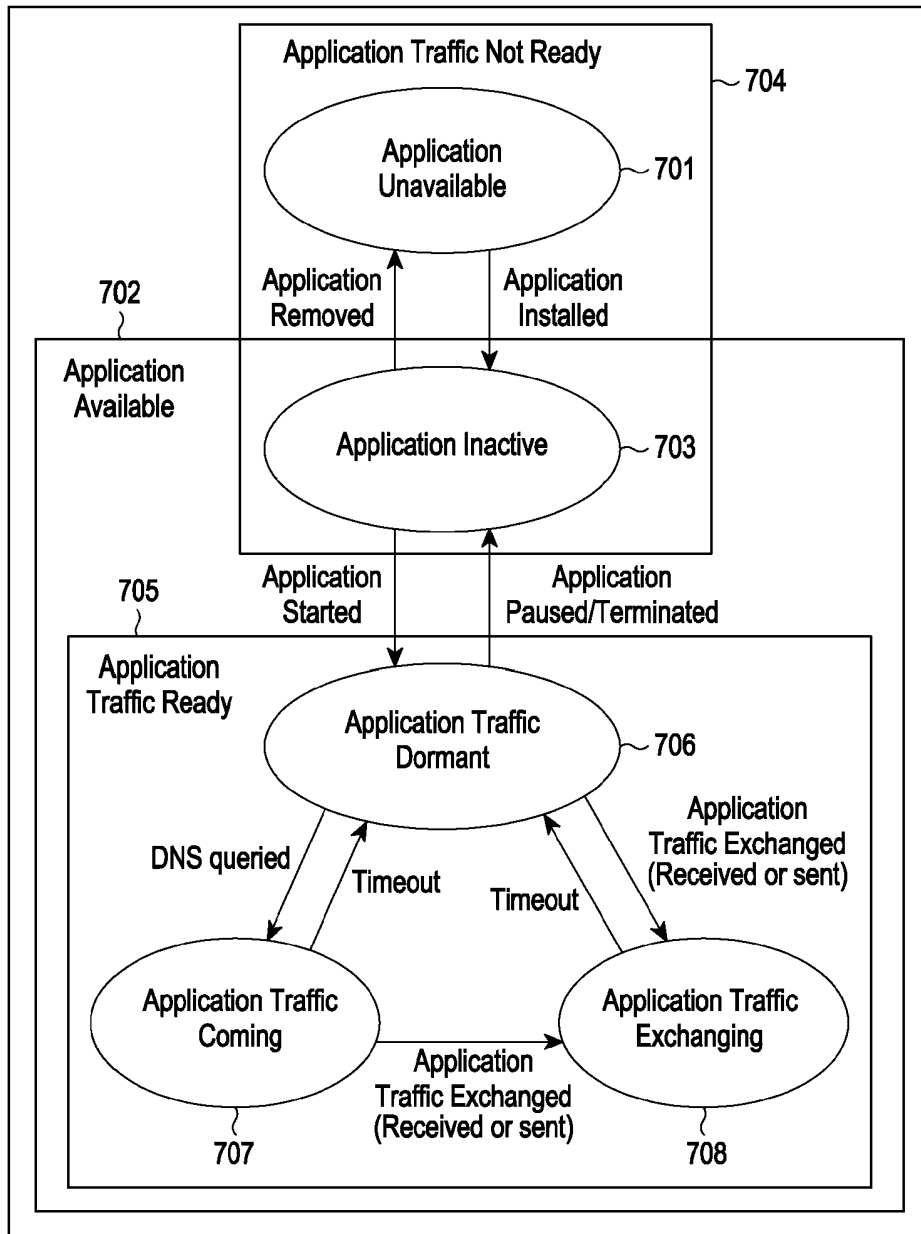 Application Traffic Not Ready
704
Application
Unavailable
701
Application
Removed
Application
Installed
702
Application
Available
Application Inactive
703
Application
Started
Application
Paused/Terminated
705
Application
Traffic Ready
Application Traffic
Dormant
706
DNS queried
Timeout
Timeout
Application
Traffic Exchanged
(Received or sent)
Application Traffic
Coming
707
Application
Traffic Exchanged
(Received or sent)
Application Traffic
Exchanging
708